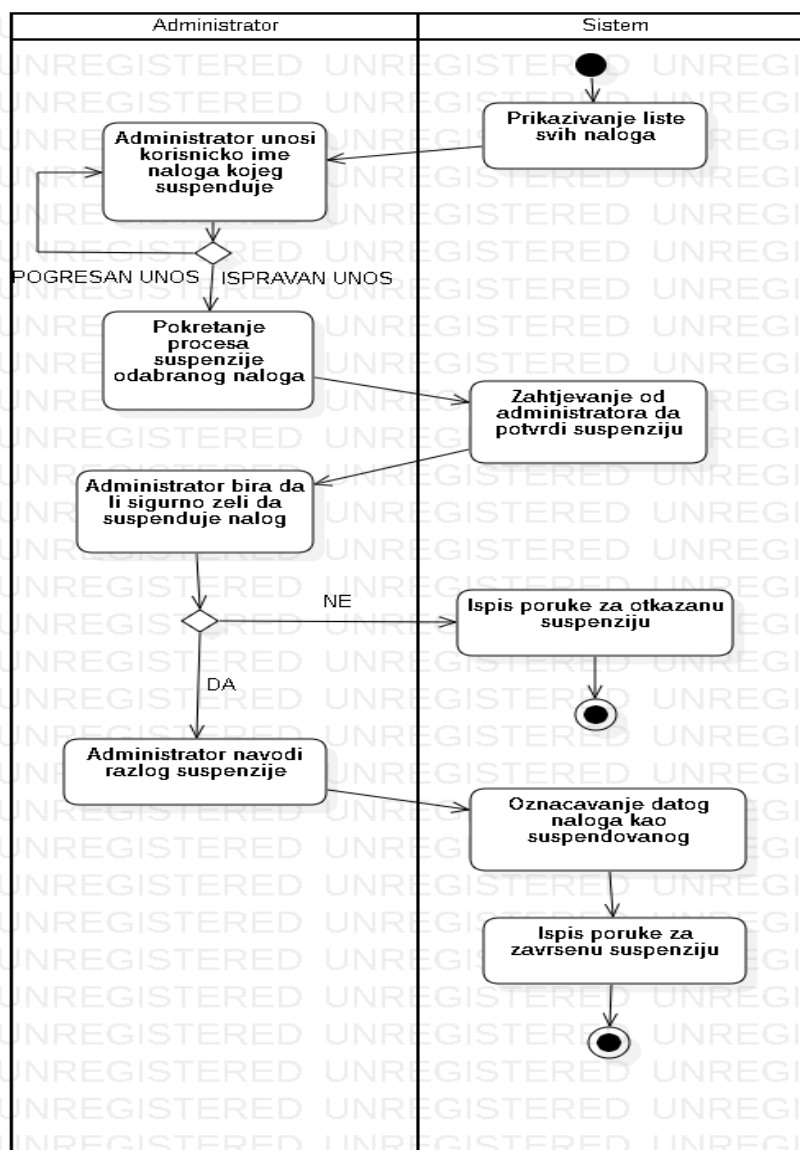 Administrator
Sistem
Prikazivanje liste
svih naloga
Administrator unosi
korisnicko ime
naloga kojeg
suspenduje
POGRESAN UNOS
ISPRAVAN UNOS
Pokretanje
procesa
suspenzije
odabranog naloga
Zahtjevanje od
administratora da
potvrdi suspenziju
Administrator bira da
li sigurno zeli da
suspenduje nalog
NE
Ispis poruke za otkazanu
suspenziju
DA
Administrator navodi
razlog suspenzije
Oznacavanje datog
naloga kao
suspendovanog
Ispis poruke za
zavrsenu suspenziju
UNREGISTERED